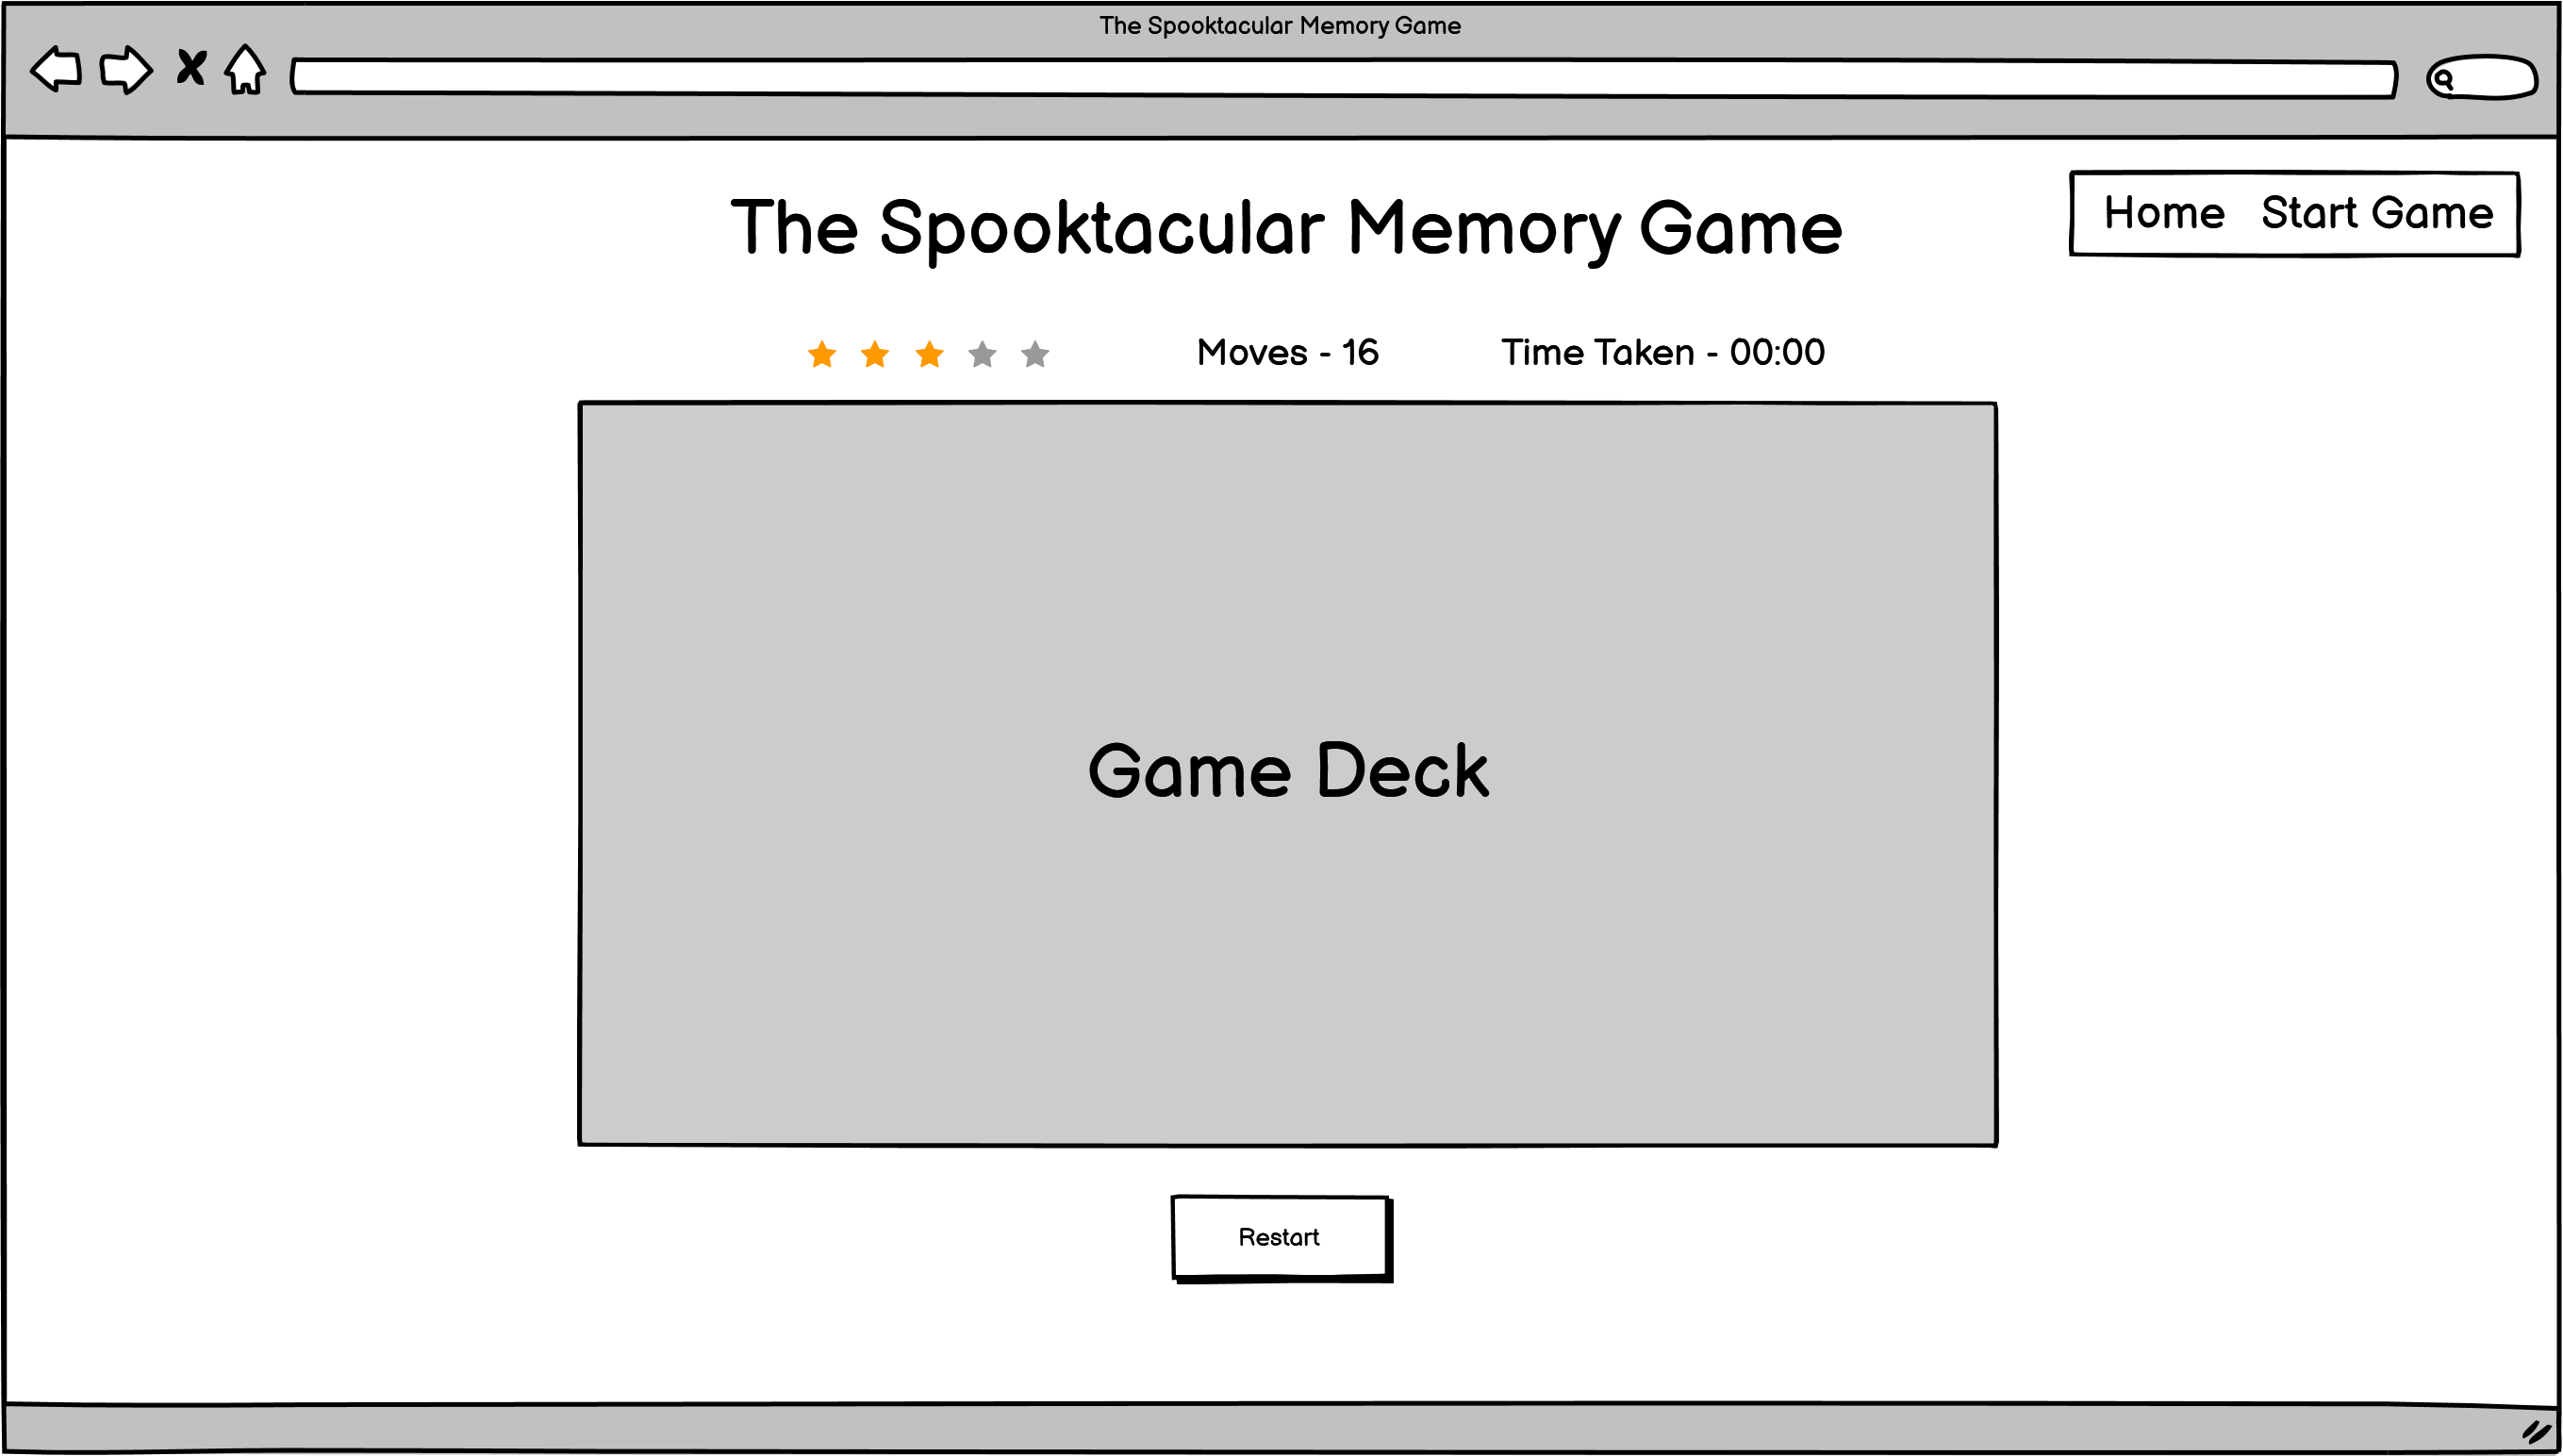 The Spooktacular Memory Game
The Spooktacular Memory Game
Home Start Game
Moves - 16
Time Taken - 00:00
Game Deck
Restart